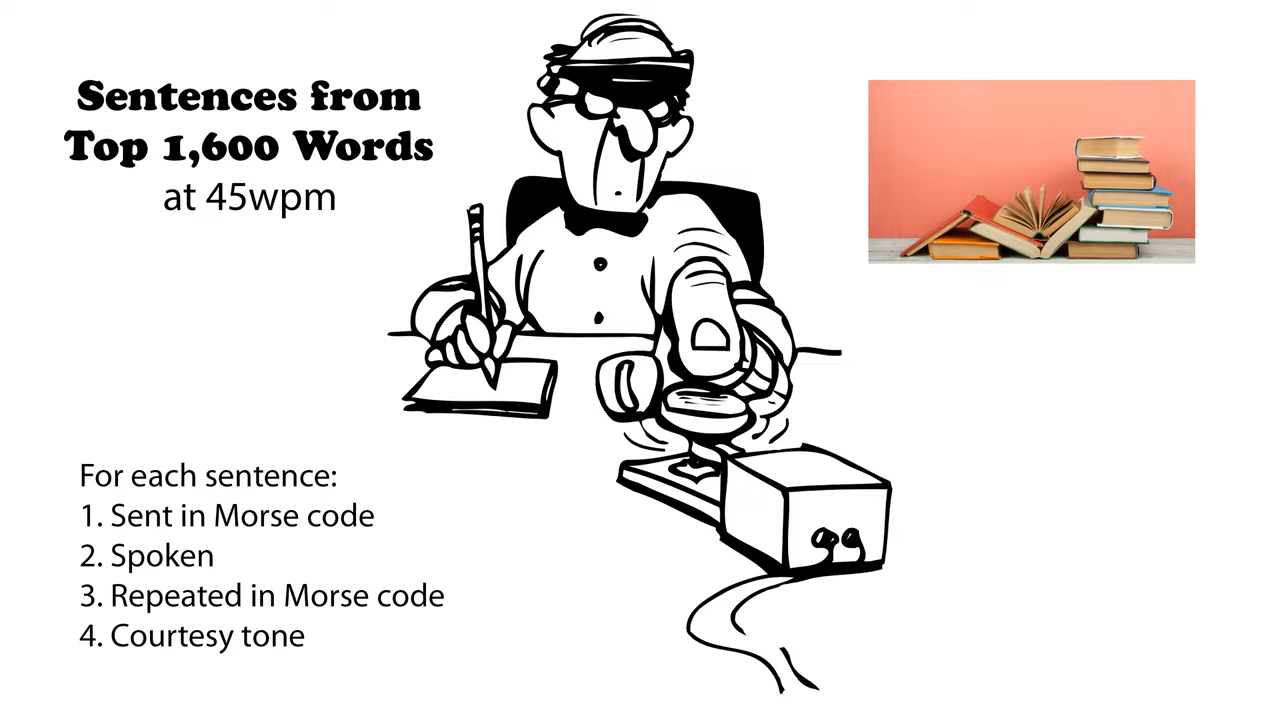 Sentences from
Top 1,600 Words
at 45wpm
For each sentence:
1. Sent in Morse code
2. Spoken
3. Repeated in Morse code
4. Courtesy tone